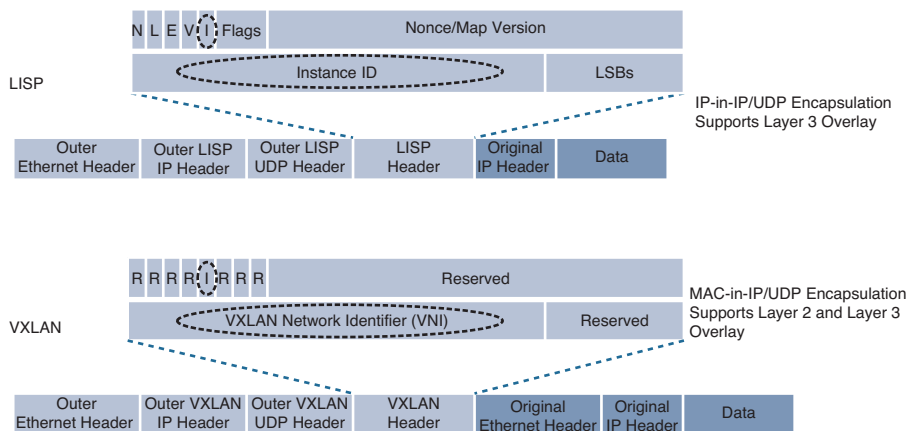 N L E V I Flags Nonce/Map Version
Instance ID LSBs
LISP
IP-in-IP/UDP Encapsulation
Supports Layer 3 Overlay
Outer
Ethernet Header
Outer LISP
IP Header
Outer LISP
UDP Header
LISP
Header
Original
IP Header
Data
R R R R I R R R Reserved
VXLAN Network Identifier (VNI) Reserved
VXLAN
MAC-in-IP/UDP Encapsulation
Supports Layer 2 and Layer 3
Overlay
Outer
Ethernet Header
Outer VXLAN
IP Header
Outer VXLAN
UDP Header
VXLAN
Header
Original
Ethernet Header
Original
IP Header
Data